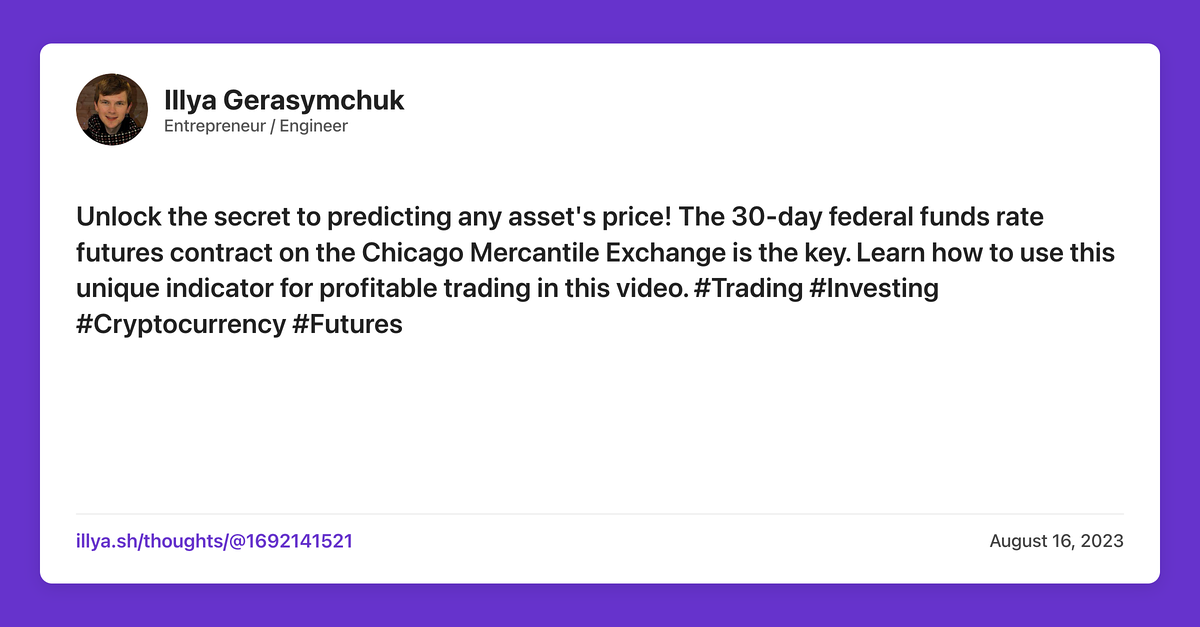 Illya Gerasymchuk
Entrepreneur / Engineer
Unlock the secret to predicting any asset's price! The 30-day federal funds rate
futures contract on the Chicago Mercantile Exchange is the key. Learn how to use this
unique indicator for profitable trading in this video. #Trading #Investing
#Cryptocurrency #Futures
illya.sh/thoughts/@1692141521
August 16, 2023